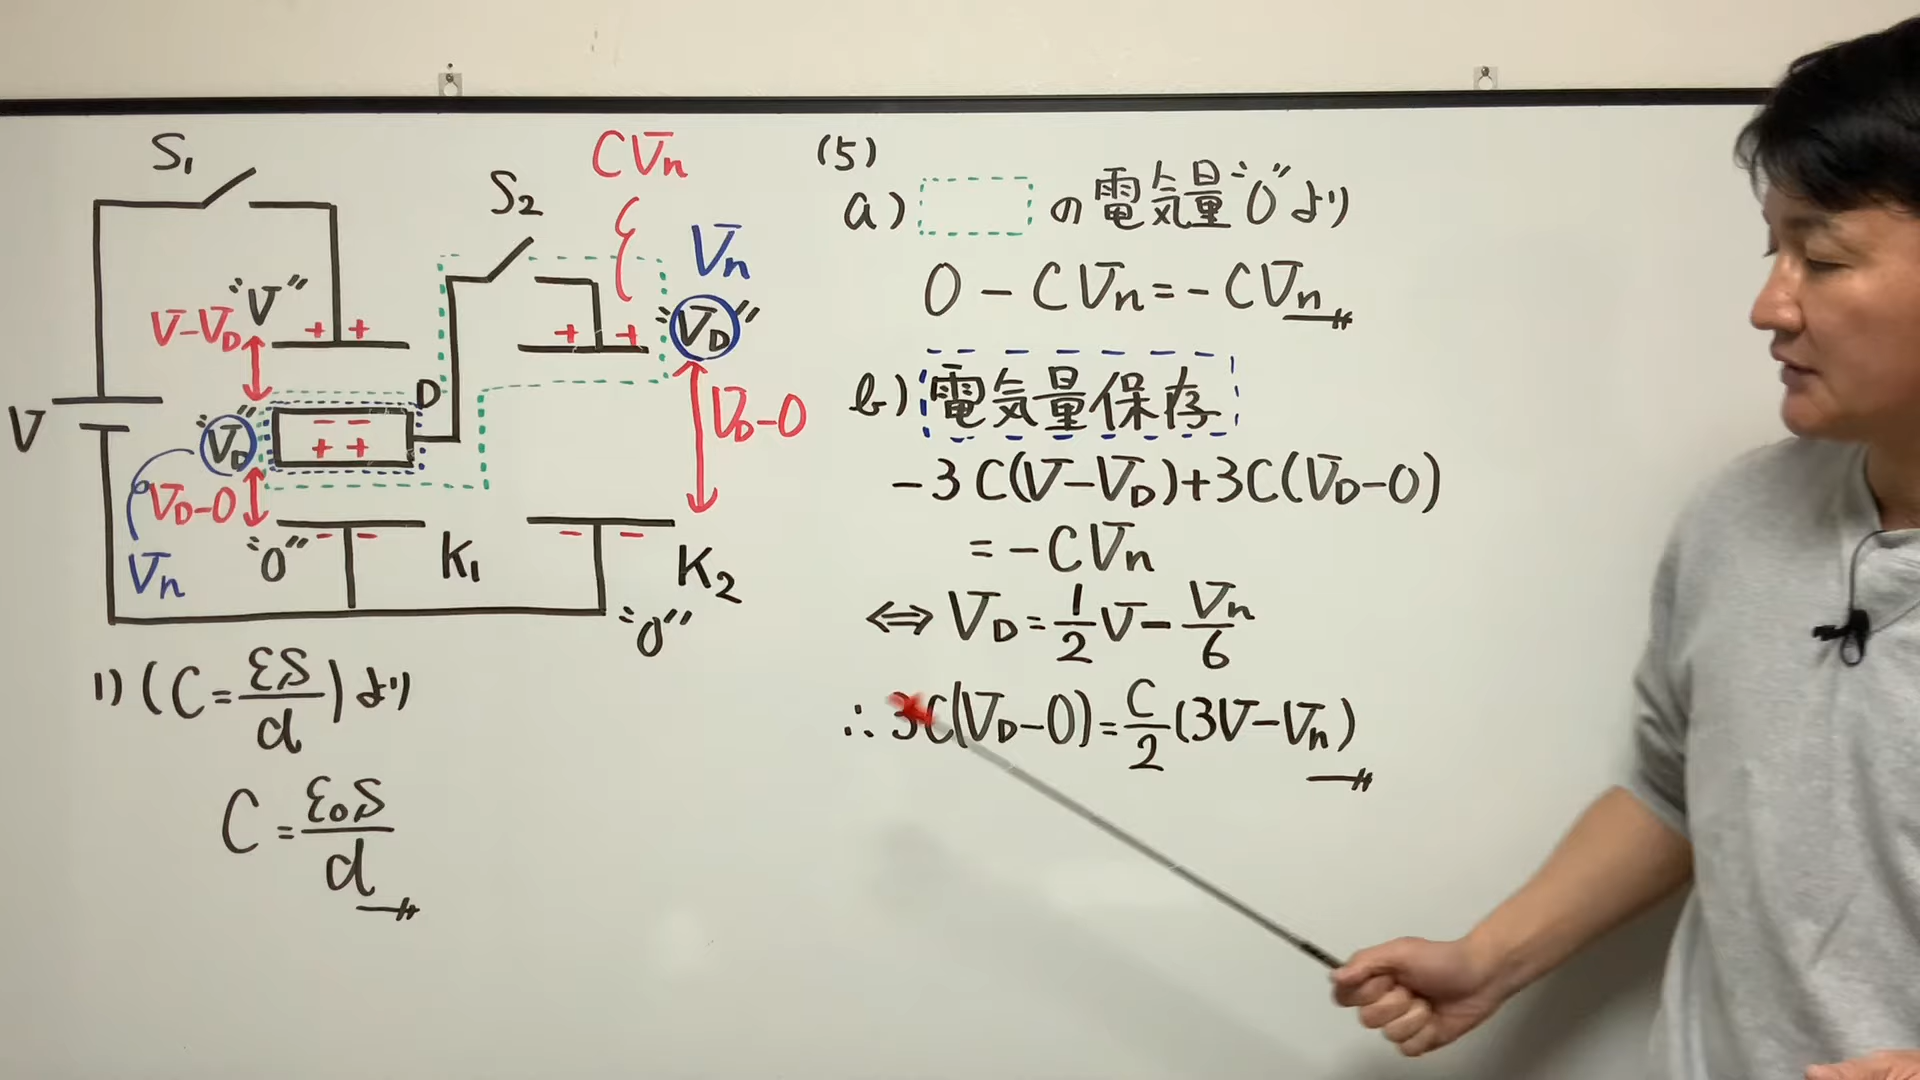 S₁
S₂
CVn
Vn
"V"
V-V_D
+ +
+ +
"V_D"
D
V
"V_D"
- -
+ +
V_D-0
V_D-0
Vn
"0"
- -
K₁
- -
K₂
"0"
1) (C=εS/d)より
C=ε₀S/d
(5)
a) の電気量"0"より
0-CVn=-CVn
b) 電気量保存
-3C(V-V_D)+3C(V_D-0)
=-CVn
⇔ V_D=1/2V-Vn/6
∴ 3C(V_D-0)=C/2(3V-Vn)